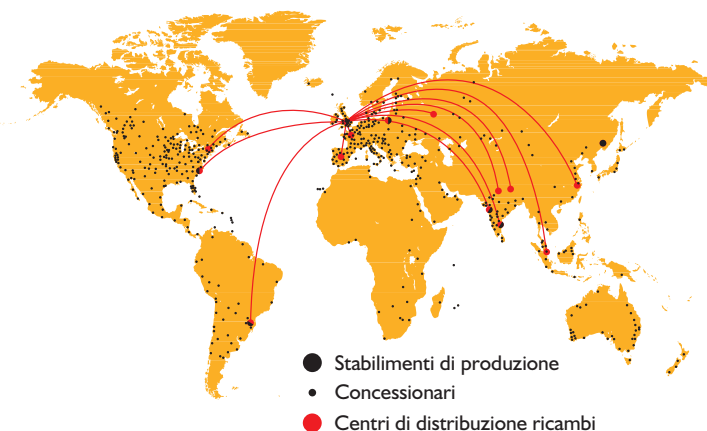 Stabilimenti di produzione
Concessionari
Centri di distribuzione ricambi